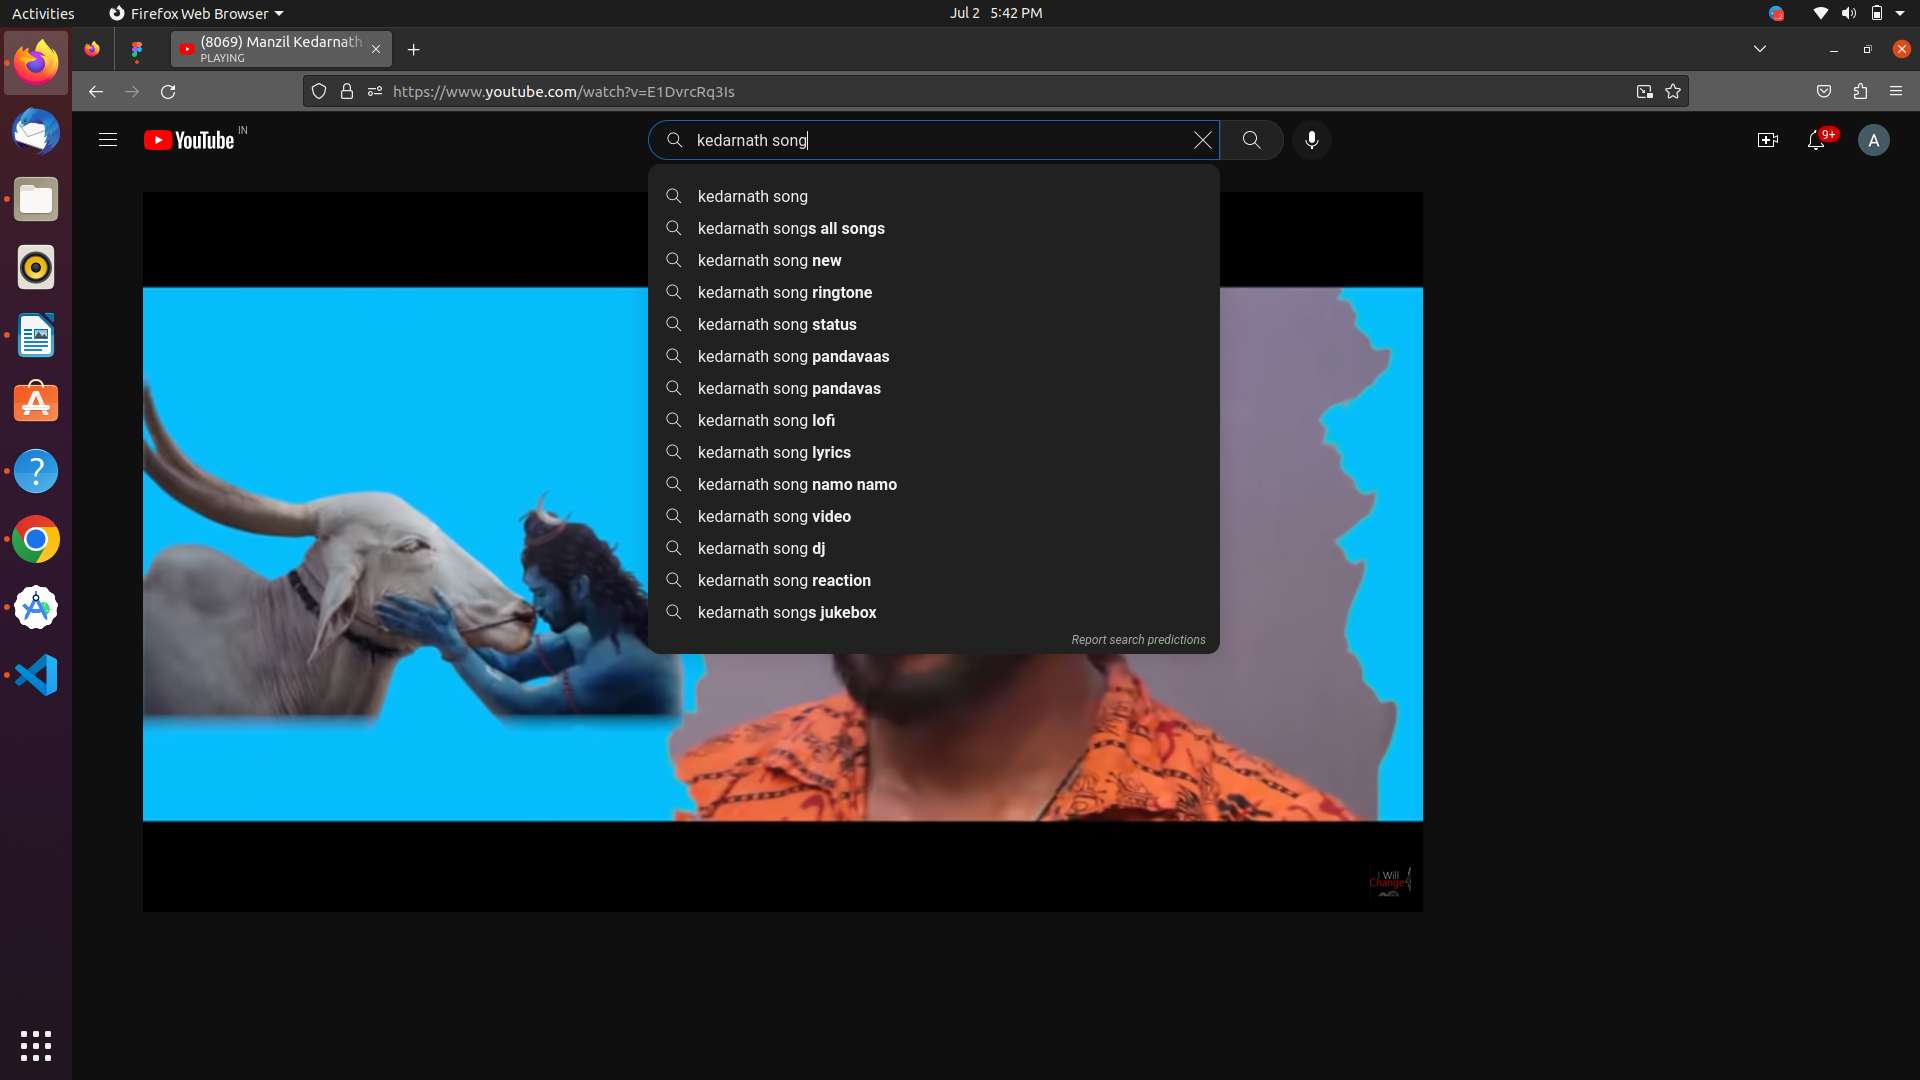 Activities
Firefox Web Browser
Jul 2 5:42 PM
(8069) Manzil Kedarnath
PLAYING
https://www.youtube.com/watch?v=E1DvrcRq3Is
YouTube IN
kedarnath song
9+
A
kedarnath song
kedarnath songs all songs
kedarnath song new
kedarnath song ringtone
kedarnath song status
kedarnath song pandavaas
kedarnath song pandavas
kedarnath song lofi
kedarnath song lyrics
kedarnath song namo namo
kedarnath song video
kedarnath song dj
kedarnath song reaction
kedarnath songs jukebox
Report search predictions
I Will
Change